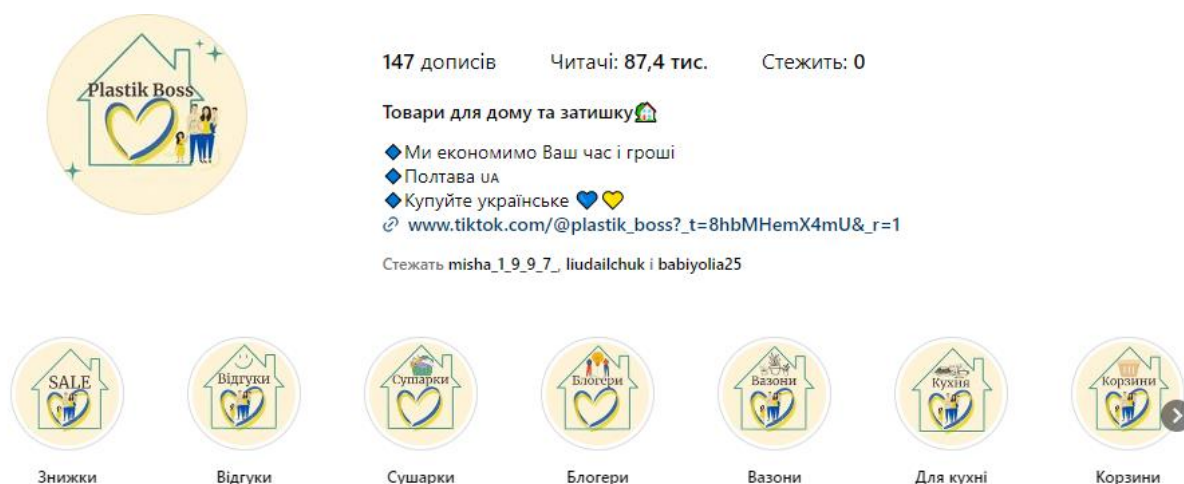 Plastik Boss
147 дописів Читачі: 87,4 тис. Стежить: 0
Товари для дому та затишку🏡
🔷Ми економимо Ваш час і гроші
🔷Полтава UA
🔷Купуйте українське 💙💛
www.tiktok.com/@plastik_boss?_t=8hbMHemX4mU&_r=1
Стежать misha_1_9_9_7_, liudailchuk і babiyolia25
SALE
Відгуки
Сушарки
Блогери
Вазони
Кухня
Корзини
Знижки
Відгуки
Сушарки
Блогери
Вазони
Для кухні
Корзини